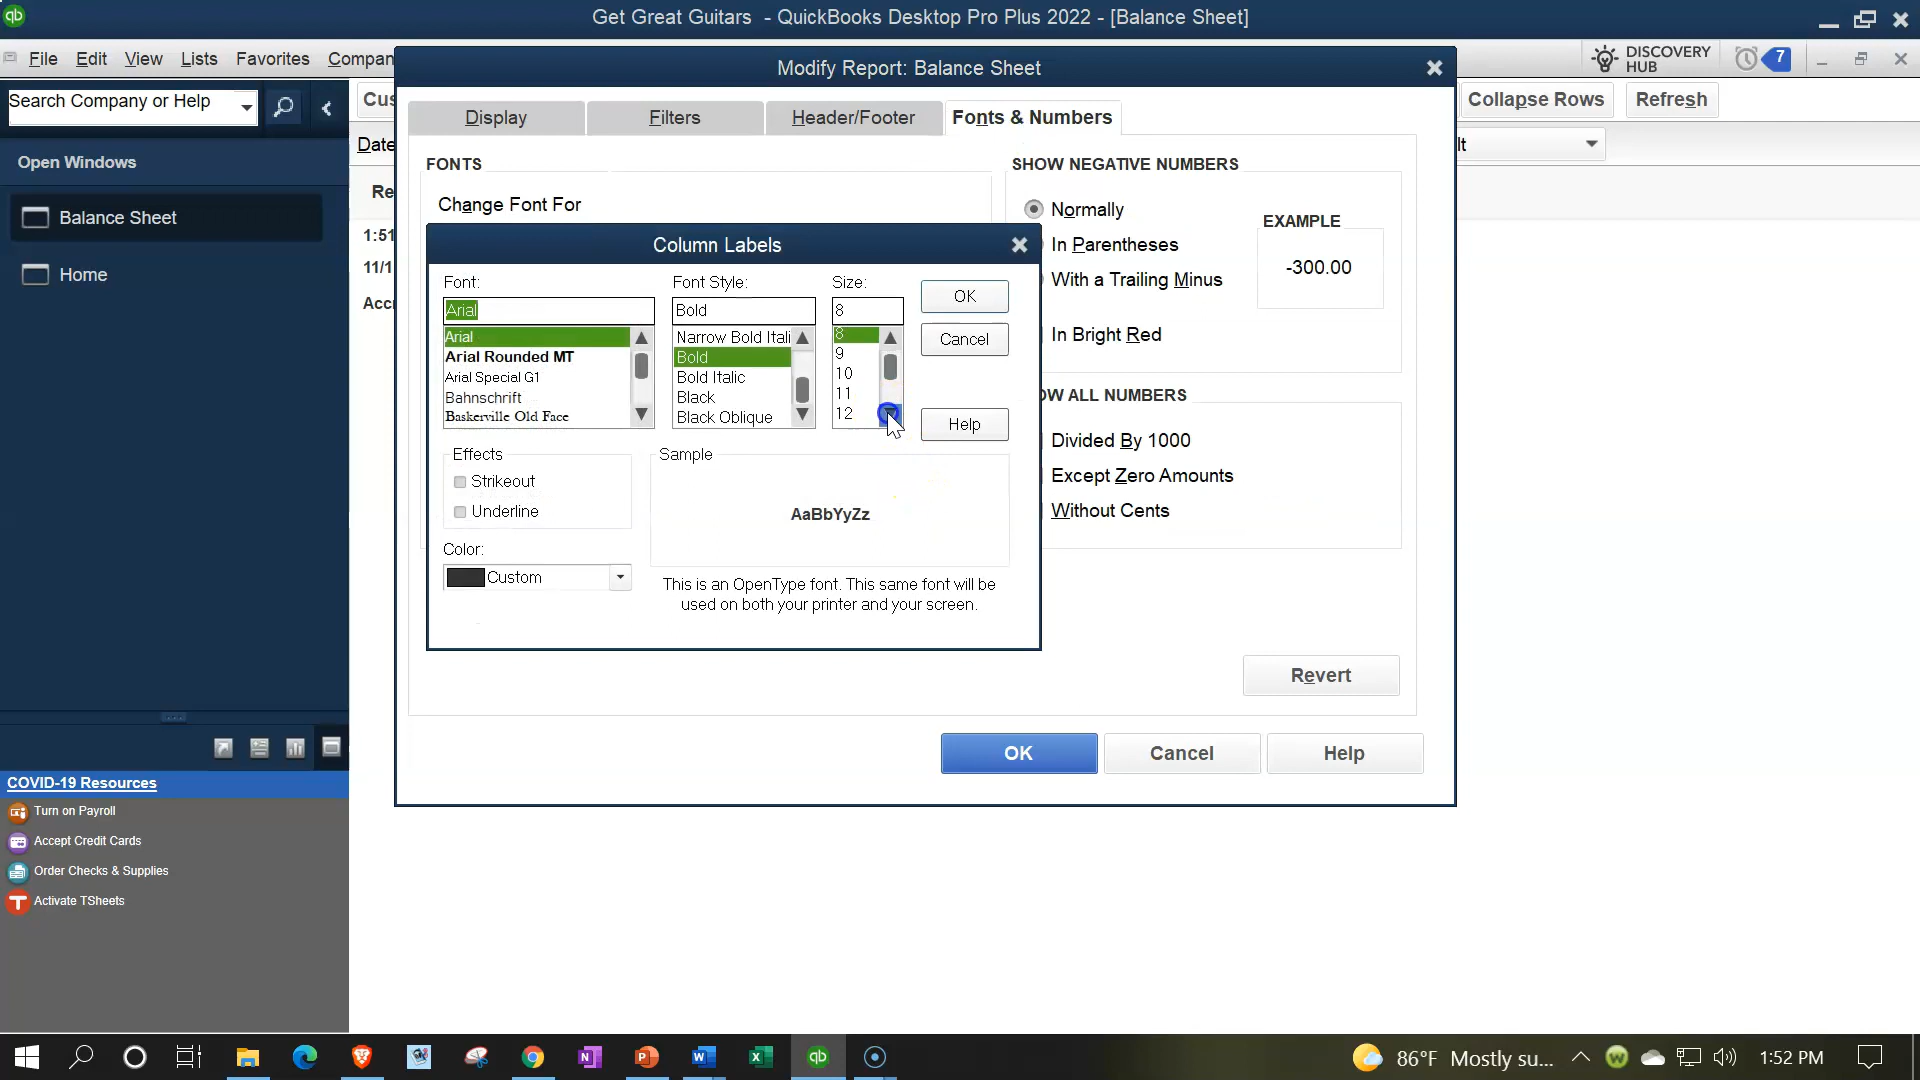 Get Great Guitars - QuickBooks Desktop Pro Plus 2022 - [Balance Sheet]
File Edit View Lists Favorites Compan
DISCOVERY
HUB
7
Search Company or Help
Open Windows
Balance Sheet
Home
COVID-19 Resources
Turn on Payroll
Accept Credit Cards
Order Checks & Supplies
Activate TSheets
Cus
Collapse Rows
Refresh
Date
lt
Re
1:51
11/1
Accr
Modify Report: Balance Sheet
Display
Filters
Header/Footer
Fonts & Numbers
FONTS
Change Font For
SHOW NEGATIVE NUMBERS
Normally
In Parentheses
With a Trailing Minus
In Bright Red
EXAMPLE
-300.00
OW ALL NUMBERS
Divided By 1000
Except Zero Amounts
Without Cents
Revert
OK
Cancel
Help
Column Labels
Font:
Arial
Arial
Arial Rounded MT
Arial Special G1
Bahnschrift
Baskerville Old Face
Font Style:
Bold
Narrow Bold Itali
Bold
Bold Italic
Black
Black Oblique
Size:
8
8
9
10
11
12
OK
Cancel
Help
Effects
Strikeout
Underline
Color:
Custom
Sample
AaBbYyZz
This is an OpenType font. This same font will be
used on both your printer and your screen.
86°F Mostly su...
1:52 PM